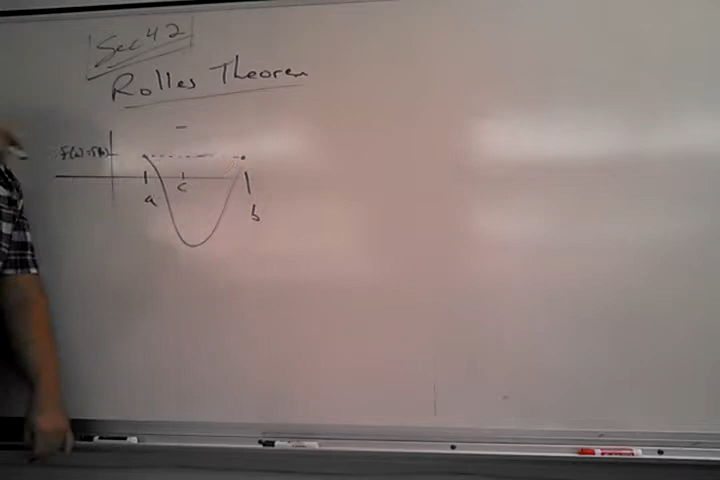 Sec 4.2
Rolles Theorem
f(a)=f(b)
a
c
b